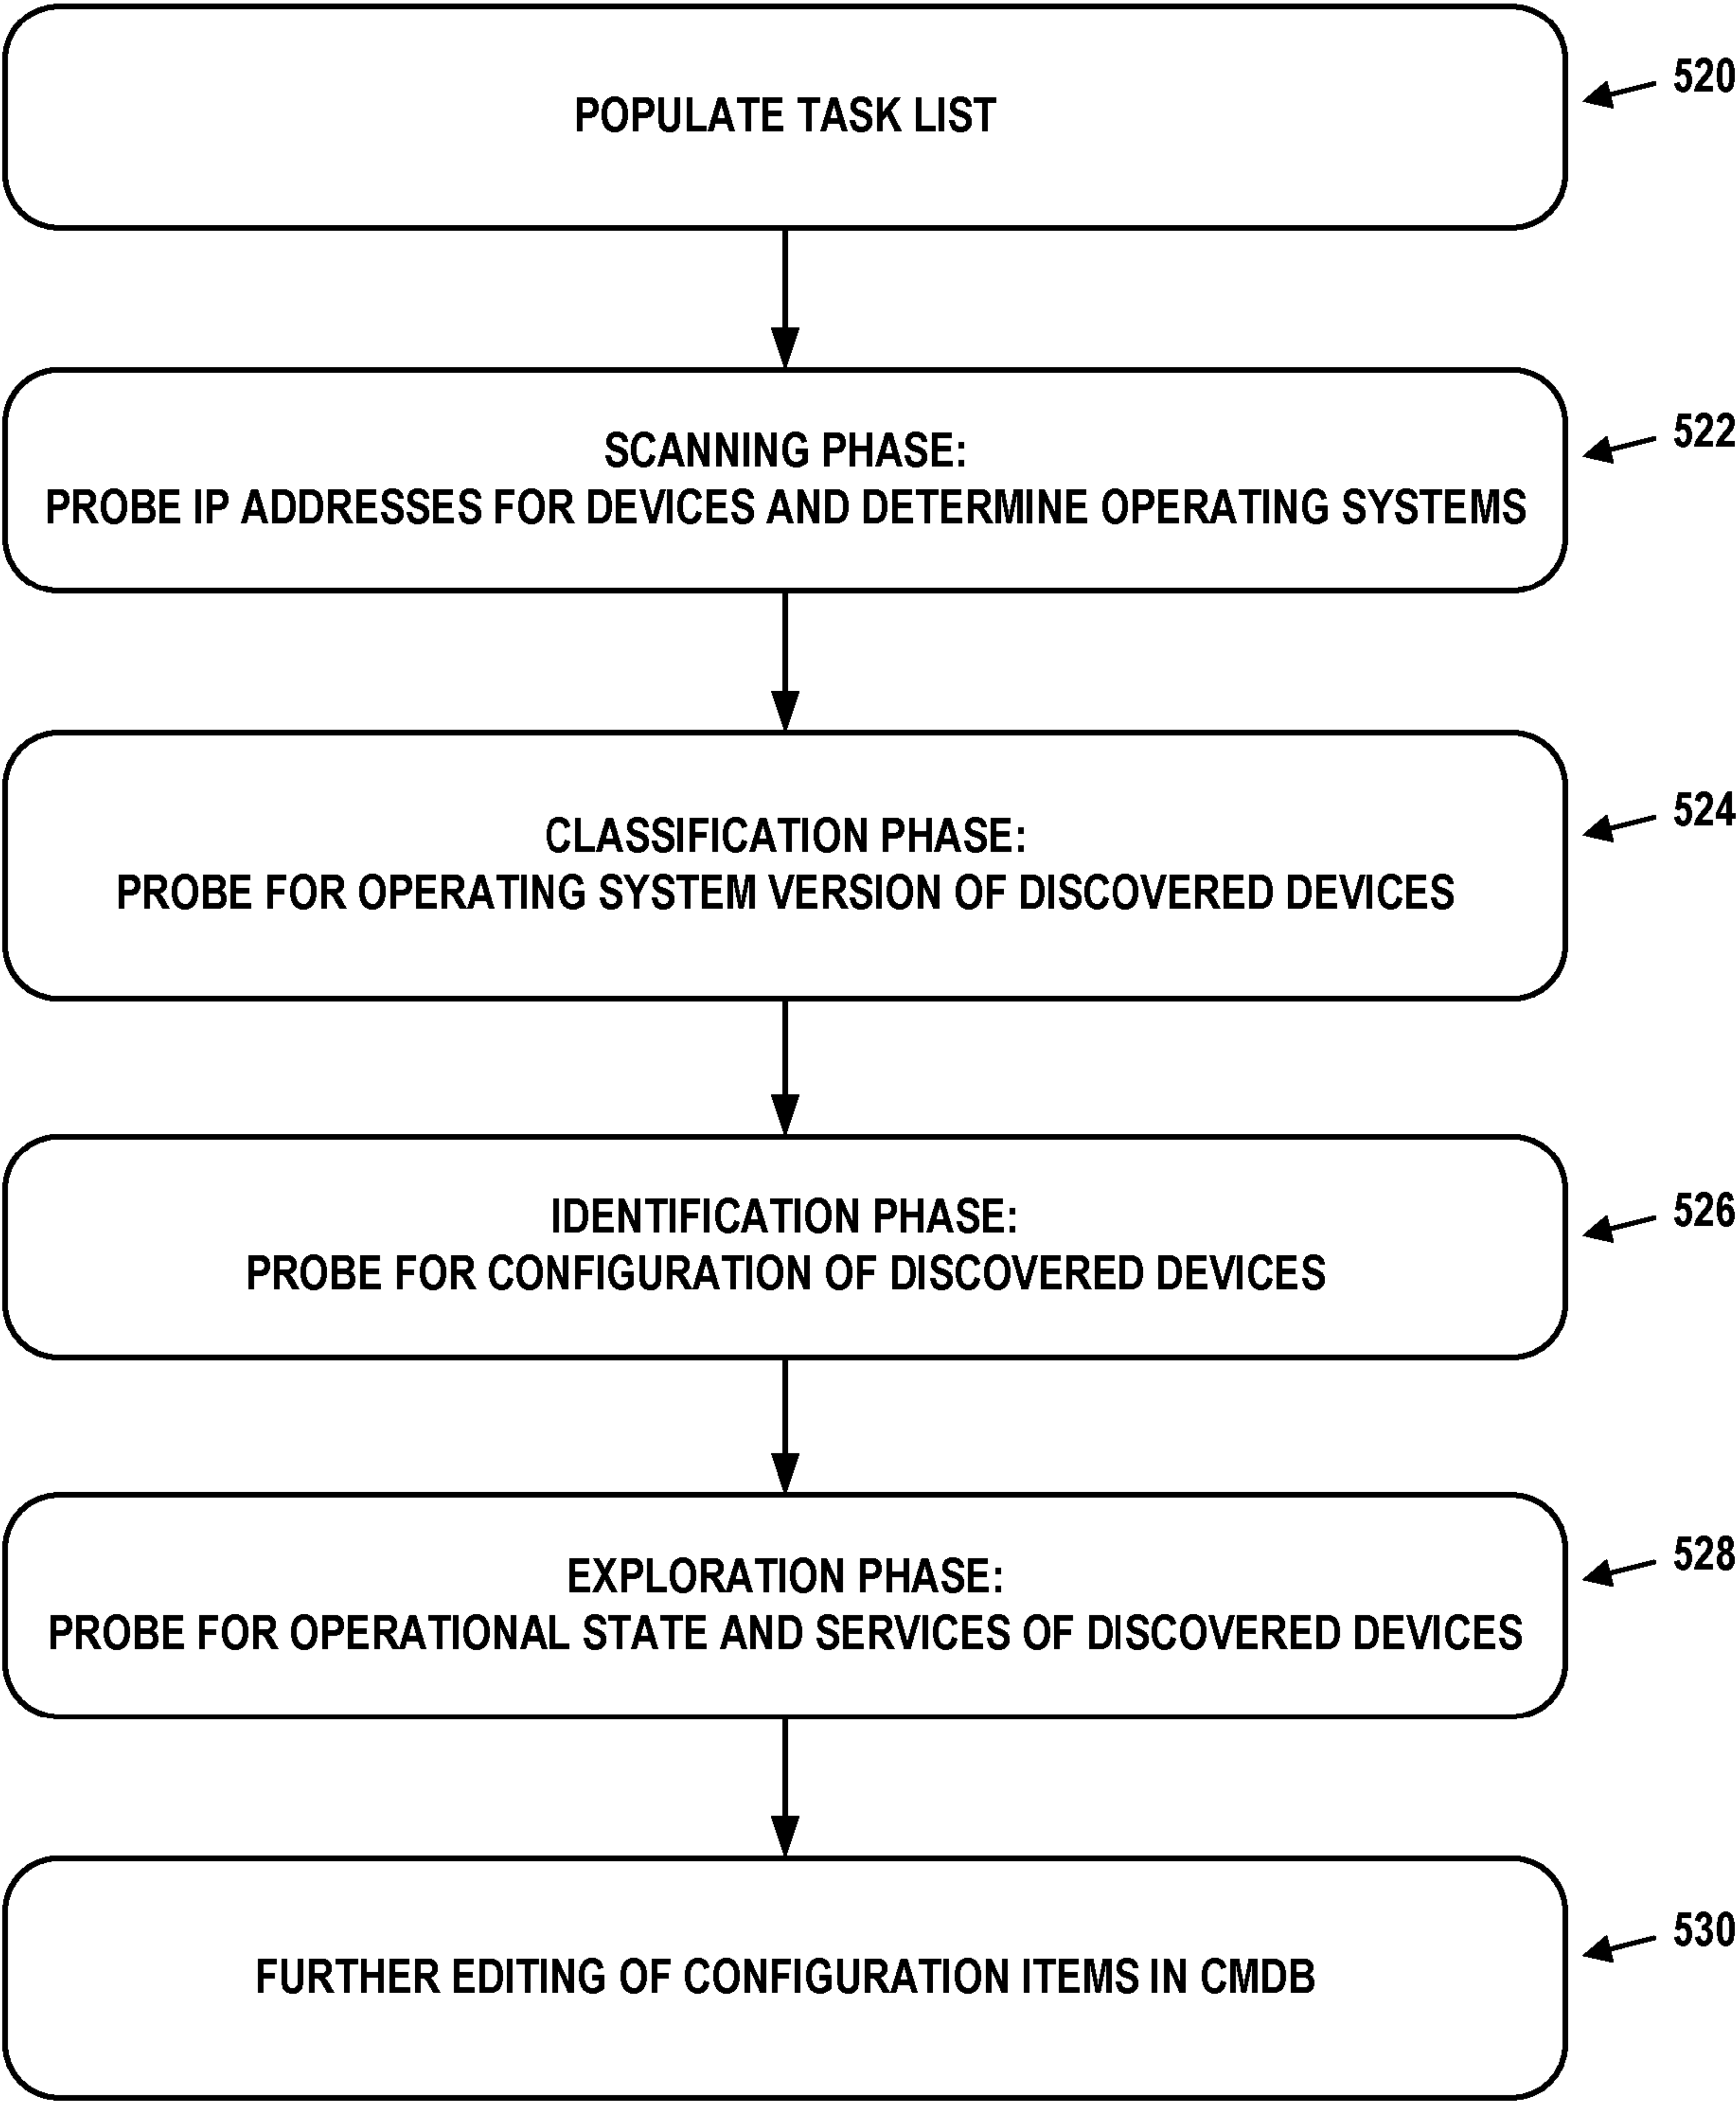 POPULATE TASK LIST
520
SCANNING PHASE:
PROBE IP ADDRESSES FOR DEVICES AND DETERMINE OPERATING SYSTEMS
522
CLASSIFICATION PHASE:
PROBE FOR OPERATING SYSTEM VERSION OF DISCOVERED DEVICES
524
IDENTIFICATION PHASE:
PROBE FOR CONFIGURATION OF DISCOVERED DEVICES
526
EXPLORATION PHASE:
PROBE FOR OPERATIONAL STATE AND SERVICES OF DISCOVERED DEVICES
528
FURTHER EDITING OF CONFIGURATION ITEMS IN CMDB
530